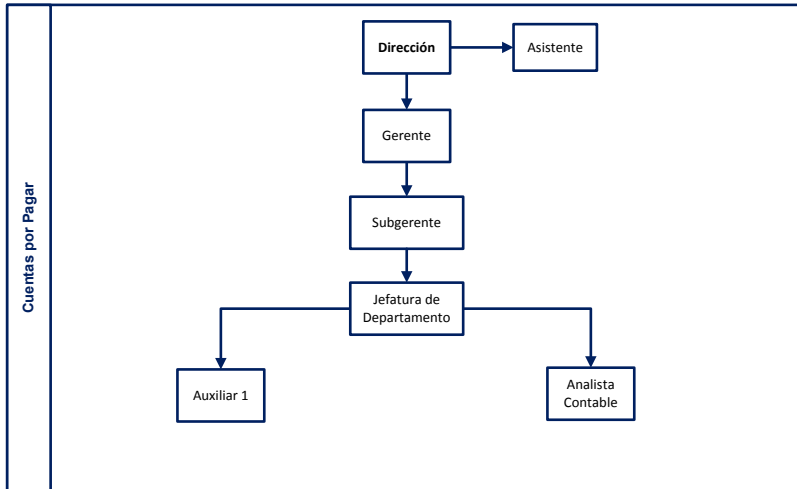 Cuentas por Pagar
Dirección
Asistente
Gerente
Subgerente
Jefatura de
Departamento
Auxiliar 1
Analista
Contable